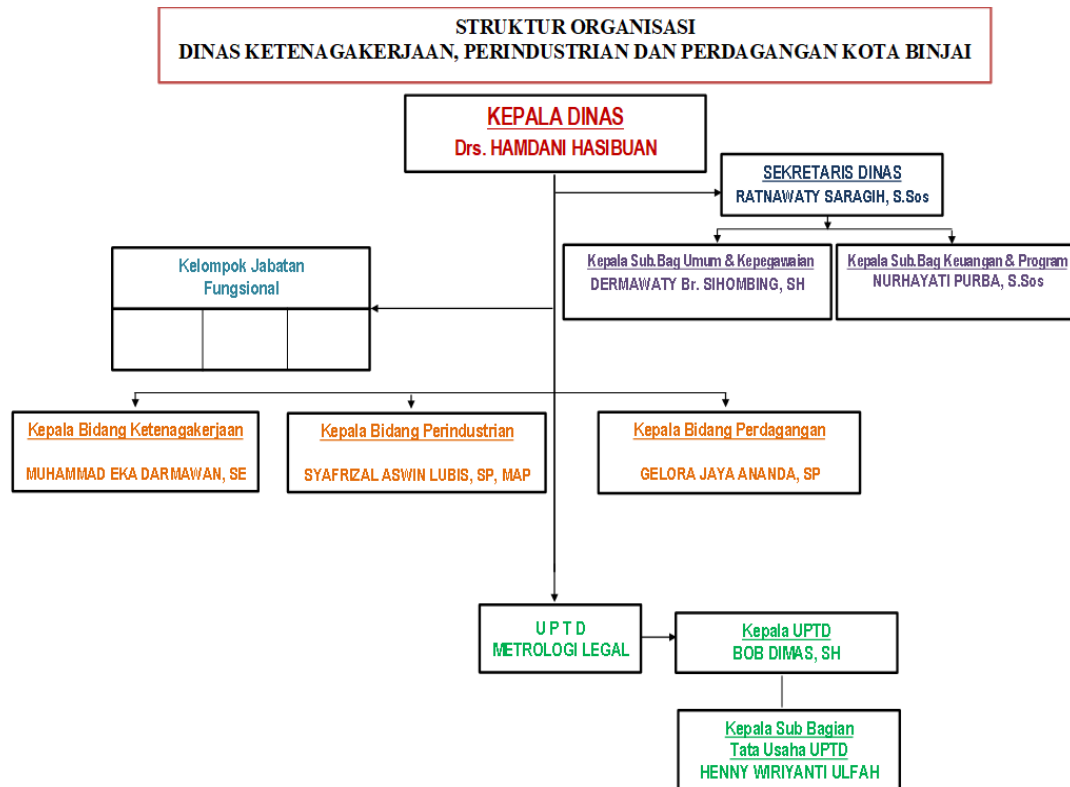 STRUKTUR ORGANISASI
DINAS KETENAGAKERJAAN, PERINDUSTRIAN DAN PERDAGANGAN KOTA BINJAI
KEPALA DINAS
Drs. HAMDANI HASIBUAN
SEKRETARIS DINAS
RATNAWATY SARAGIH, S.Sos
Kelompok Jabatan
Fungsional
Kepala Sub.Bag Umum & Kepegawaian
DERMAWATY Br. SIHOMBING, SH
Kepala Sub.Bag Keuangan & Program
NURHAYATI PURBA, S.Sos
Kepala Bidang Ketenagakerjaan
MUHAMMAD EKA DARMAWAN, SE
Kepala Bidang Perindustrian
SYAFRIZAL ASWIN LUBIS, SP, MAP
Kepala Bidang Perdagangan
GELORA JAYA ANANDA, SP
U P T D
METROLOGI LEGAL
Kepala UPTD
BOB DIMAS, SH
Kepala Sub Bagian
Tata Usaha UPTD
HENNY WIRIYANTI ULFAH